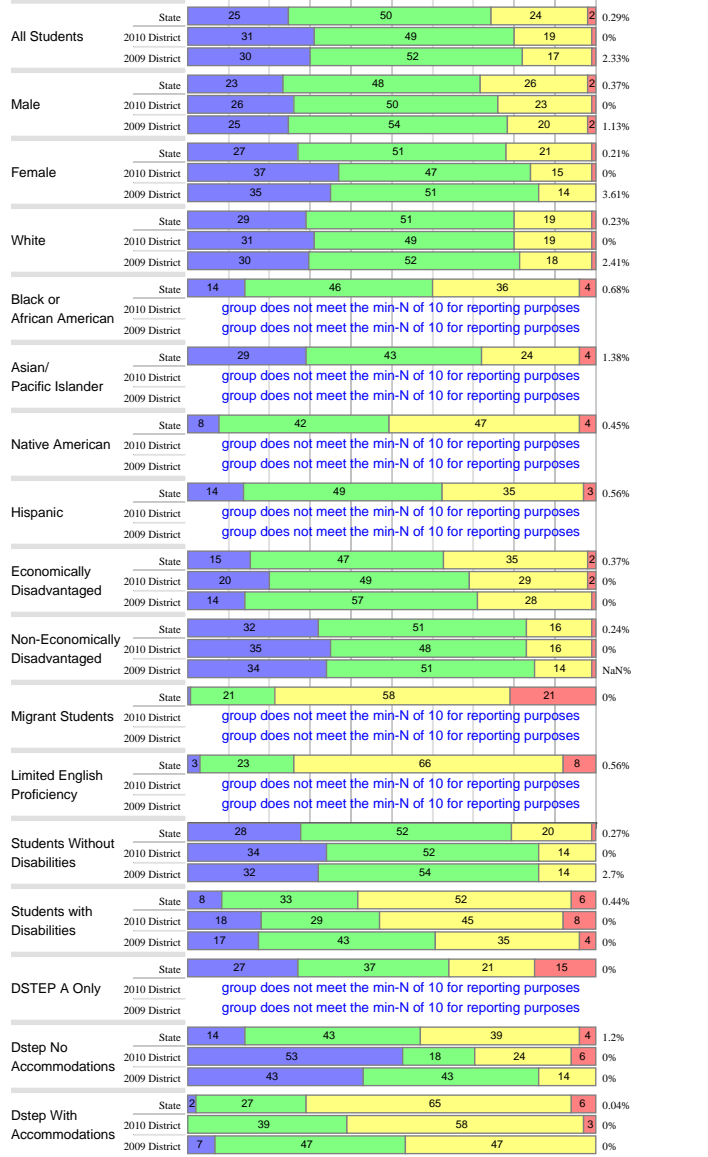 State 25 50 24 2 0.29%
All Students 2010 District 31 49 19 0%
2009 District 30 52 17 2.33%
State 23 48 26 2 0.37%
Male 2010 District 26 50 23 0%
2009 District 25 54 20 2 1.13%
State 27 51 21 0.21%
Female 2010 District 37 47 15 0%
2009 District 35 51 14 3.61%
State 29 51 19 0.23%
White 2010 District 31 49 19 0%
2009 District 30 52 18 2.41%
State 14 46 36 4 0.68%
Black or
African American
2010 District group does not meet the min-N of 10 for reporting purposes
2009 District group does not meet the min-N of 10 for reporting purposes
State 29 43 24 4 1.38%
Asian/
Pacific Islander
2010 District group does not meet the min-N of 10 for reporting purposes
2009 District group does not meet the min-N of 10 for reporting purposes
State 8 42 47 4 0.45%
Native American 2010 District group does not meet the min-N of 10 for reporting purposes
2009 District group does not meet the min-N of 10 for reporting purposes
State 14 49 35 3 0.56%
Hispanic 2010 District group does not meet the min-N of 10 for reporting purposes
2009 District group does not meet the min-N of 10 for reporting purposes
State 15 47 35 2 0.37%
Economically
Disadvantaged
2010 District 20 49 29 2 0%
2009 District 14 57 28 0%
State 32 51 16 0.24%
Non-Economically
Disadvantaged
2010 District 35 48 16 0%
2009 District 34 51 14 NaN%
State 21 58 21 0%
Migrant Students 2010 District group does not meet the min-N of 10 for reporting purposes
2009 District group does not meet the min-N of 10 for reporting purposes
State 3 23 66 8 0.56%
Limited English
Proficiency
2010 District group does not meet the min-N of 10 for reporting purposes
2009 District group does not meet the min-N of 10 for reporting purposes
State 28 52 20 0.27%
Students Without
Disabilities
2010 District 34 52 14 0%
2009 District 32 54 14 2.7%
State 8 33 52 6 0.44%
Students with
Disabilities
2010 District 18 29 45 8 0%
2009 District 17 43 35 4 0%
State 27 37 21 15 0%
DSTEP A Only 2010 District group does not meet the min-N of 10 for reporting purposes
2009 District group does not meet the min-N of 10 for reporting purposes
State 14 43 39 4 1.2%
Dstep No
Accommodations
2010 District 53 18 24 6 0%
2009 District 43 43 14 0%
State 2 27 65 6 0.04%
Dstep With
Accommodations
2010 District 39 58 3 0%
2009 District 7 47 47 0%